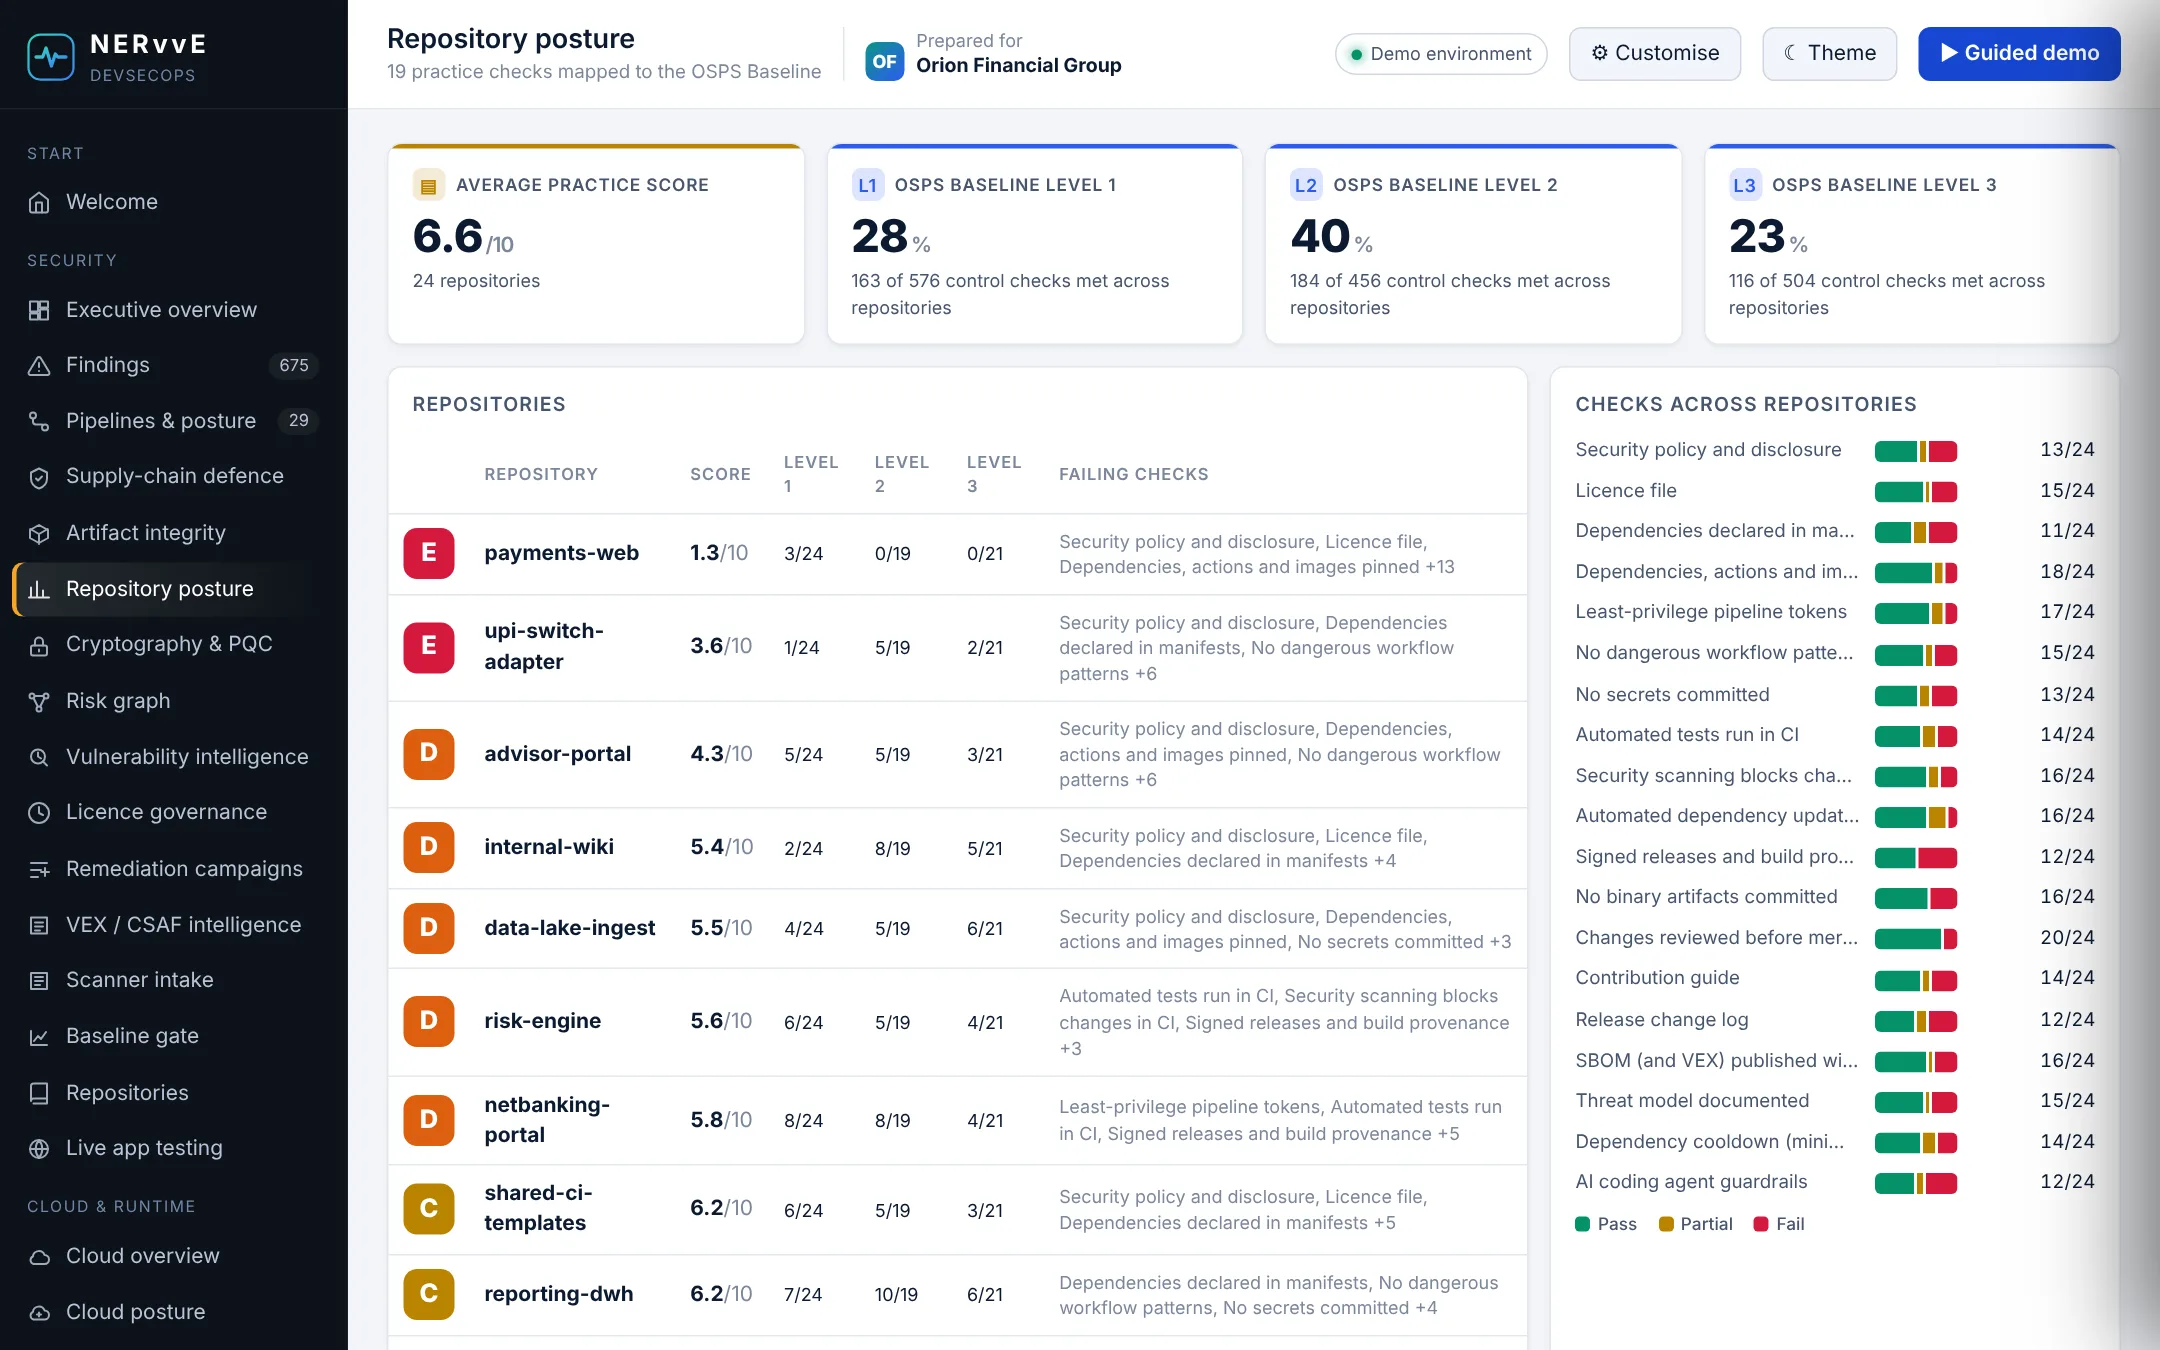 NERvvE
DEVSECOPS
START
Welcome
SECURITY
Executive overview
Findings 675
Pipelines & posture 29
Supply-chain defence
Artifact integrity
Repository posture
Cryptography & PQC
Risk graph
Vulnerability intelligence
Licence governance
Remediation campaigns
VEX / CSAF intelligence
Scanner intake
Baseline gate
Repositories
Live app testing
CLOUD & RUNTIME
Cloud overview
Cloud posture
Repository posture
19 practice checks mapped to the OSPS Baseline
OF
Prepared for
Orion Financial Group
Demo environment
⚙ Customise
☾ Theme
▶ Guided demo
AVERAGE PRACTICE SCORE
6.6/10
24 repositories
L1 OSPS BASELINE LEVEL 1
28%
163 of 576 control checks met across
repositories
L2 OSPS BASELINE LEVEL 2
40%
184 of 456 control checks met across
repositories
L3 OSPS BASELINE LEVEL 3
23%
116 of 504 control checks met across
repositories
REPOSITORIES
REPOSITORY SCORE LEVEL 1 LEVEL 2 LEVEL 3 FAILING CHECKS
E payments-web 1.3/10 3/24 0/19 0/21 Security policy and disclosure, Licence file,
Dependencies, actions and images pinned +13
E upi-switch-
adapter 3.6/10 1/24 5/19 2/21 Security policy and disclosure, Dependencies
declared in manifests, No dangerous workflow
patterns +6
D advisor-portal 4.3/10 5/24 5/19 3/21 Security policy and disclosure, Dependencies,
actions and images pinned, No dangerous workflow
patterns +6
D internal-wiki 5.4/10 2/24 8/19 5/21 Security policy and disclosure, Licence file,
Dependencies declared in manifests +4
D data-lake-ingest 5.5/10 4/24 5/19 6/21 Security policy and disclosure, Dependencies,
actions and images pinned, No secrets committed +3
D risk-engine 5.6/10 6/24 5/19 4/21 Automated tests run in CI, Security scanning blocks
changes in CI, Signed releases and build provenance
+3
D netbanking-
portal 5.8/10 8/24 8/19 4/21 Least-privilege pipeline tokens, Automated tests run
in CI, Signed releases and build provenance +5
C shared-ci-
templates 6.2/10 6/24 5/19 3/21 Security policy and disclosure, Licence file,
Dependencies declared in manifests +5
C reporting-dwh 6.2/10 7/24 10/19 6/21 Dependencies declared in manifests, No dangerous
workflow patterns, No secrets committed +4
CHECKS ACROSS REPOSITORIES
Security policy and disclosure 13/24
Licence file 15/24
Dependencies declared in ma... 11/24
Dependencies, actions and im... 18/24
Least-privilege pipeline tokens 17/24
No dangerous workflow patte... 15/24
No secrets committed 13/24
Automated tests run in CI 14/24
Security scanning blocks cha... 16/24
Automated dependency updat... 16/24
Signed releases and build pro... 12/24
No binary artifacts committed 16/24
Changes reviewed before mer... 20/24
Contribution guide 14/24
Release change log 12/24
SBOM (and VEX) published wi... 16/24
Threat model documented 15/24
Dependency cooldown (mini... 14/24
AI coding agent guardrails 12/24
Pass Partial Fail